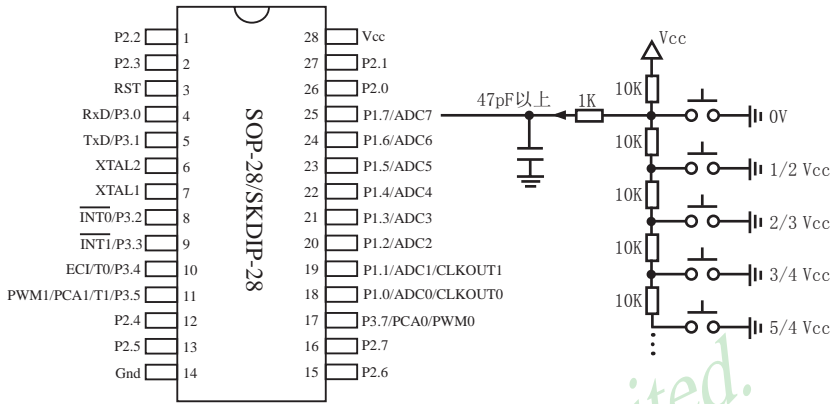 P2.2 1
P2.3 2
RST 3
RxD/P3.0 4
TxD/P3.1 5
XTAL2 6
XTAL1 7
INT0/P3.2 8
INT1/P3.3 9
ECI/T0/P3.4 10
PWM1/PCA1/T1/P3.5 11
P2.4 12
P2.5 13
Gnd 14
SOP-28/SKDIP-28
28 Vcc
27 P2.1
26 P2.0
25 P1.7/ADC7
24 P1.6/ADC6
23 P1.5/ADC5
22 P1.4/ADC4
21 P1.3/ADC3
20 P1.2/ADC2
19 P1.1/ADC1/CLKOUT1
18 P1.0/ADC0/CLKOUT0
17 P3.7/PCA0/PWM0
16 P2.7
15 P2.6
47pF以上
1K
Vcc
10K
0V
10K
1/2 Vcc
10K
2/3 Vcc
10K
3/4 Vcc
10K
5/4 Vcc